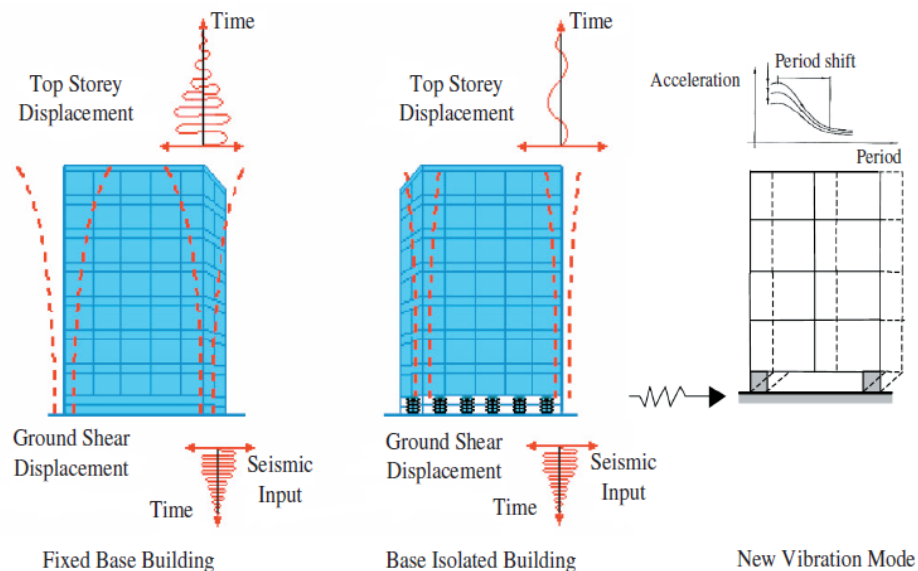 Time
Top Storey
Displacement
Ground Shear
Displacement
Seismic
Input
Time
Fixed Base Building
Time
Top Storey
Displacement
Ground Shear
Displacement
Seismic
Input
Time
Base Isolated Building
Period shift
Acceleration
Period
New Vibration Mode